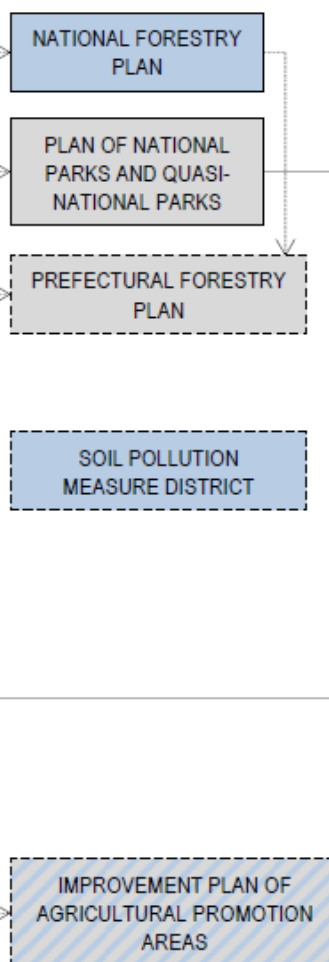 NATIONAL FORESTRY
PLAN
PLAN OF NATIONAL
PARKS AND QUASI-
NATIONAL PARKS
PREFECTURAL FORESTRY
PLAN
SOIL POLLUTION
MEASURE DISTRICT
IMPROVEMENT PLAN OF
AGRICULTURAL PROMOTION
AREAS